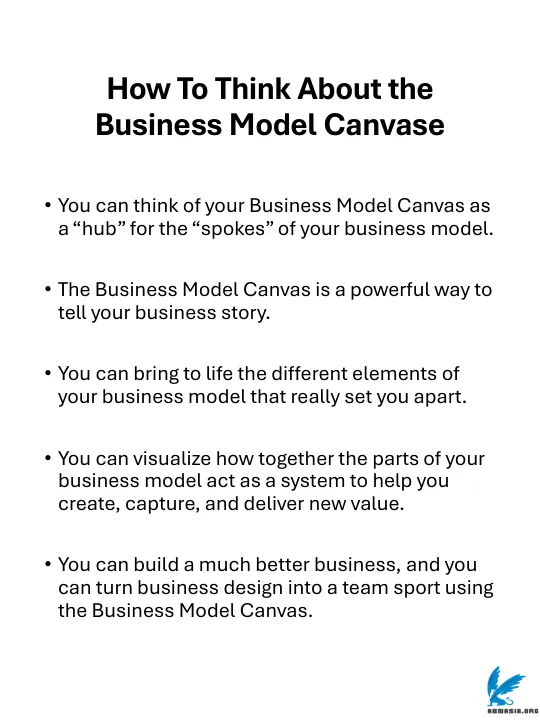 How To Think About the
Business Model Canvase
• You can think of your Business Model Canvas as
a “hub” for the “spokes” of your business model.
• The Business Model Canvas is a powerful way to
tell your business story.
• You can bring to life the different elements of
your business model that really set you apart.
• You can visualize how together the parts of your
business model act as a system to help you
create, capture, and deliver new value.
• You can build a much better business, and you
can turn business design into a team sport using
the Business Model Canvas.
ABWASIA.ORG